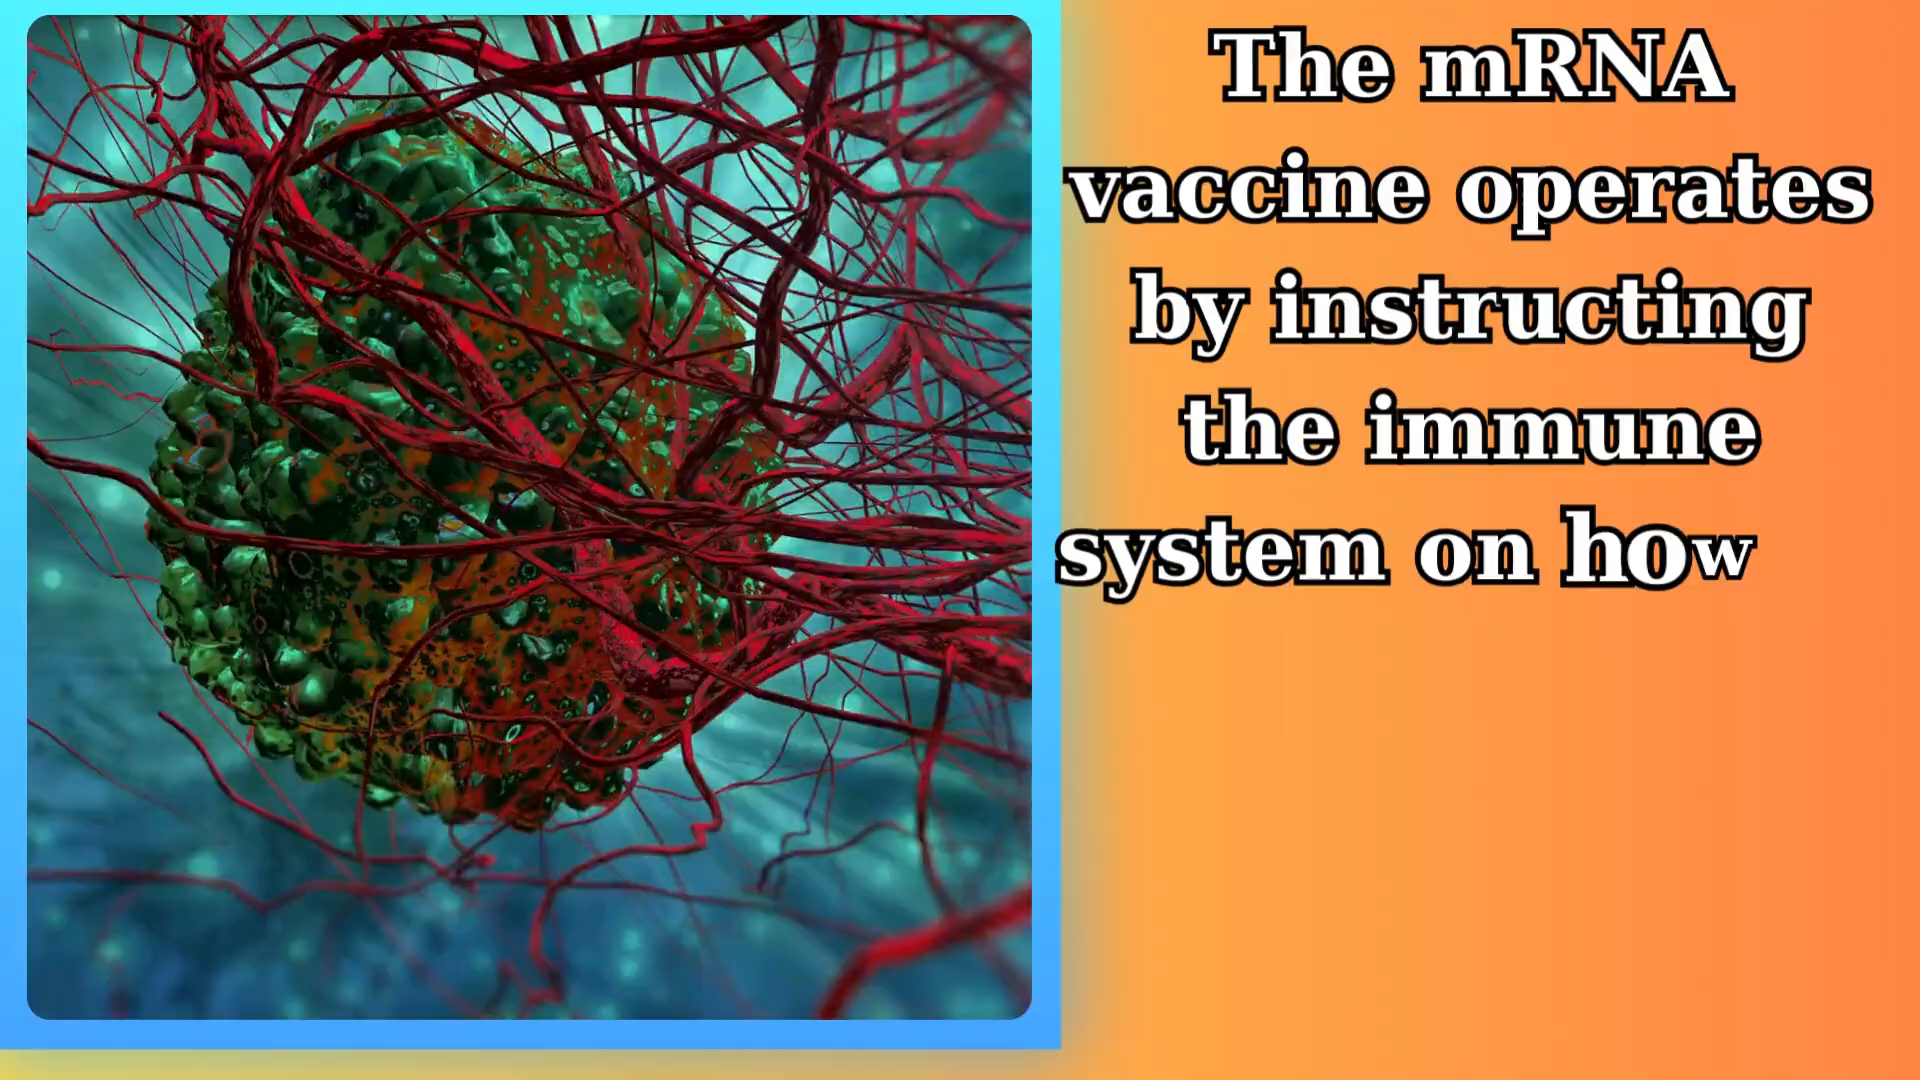 The mRNA
vaccine operates
by instructing
the immune
system on how